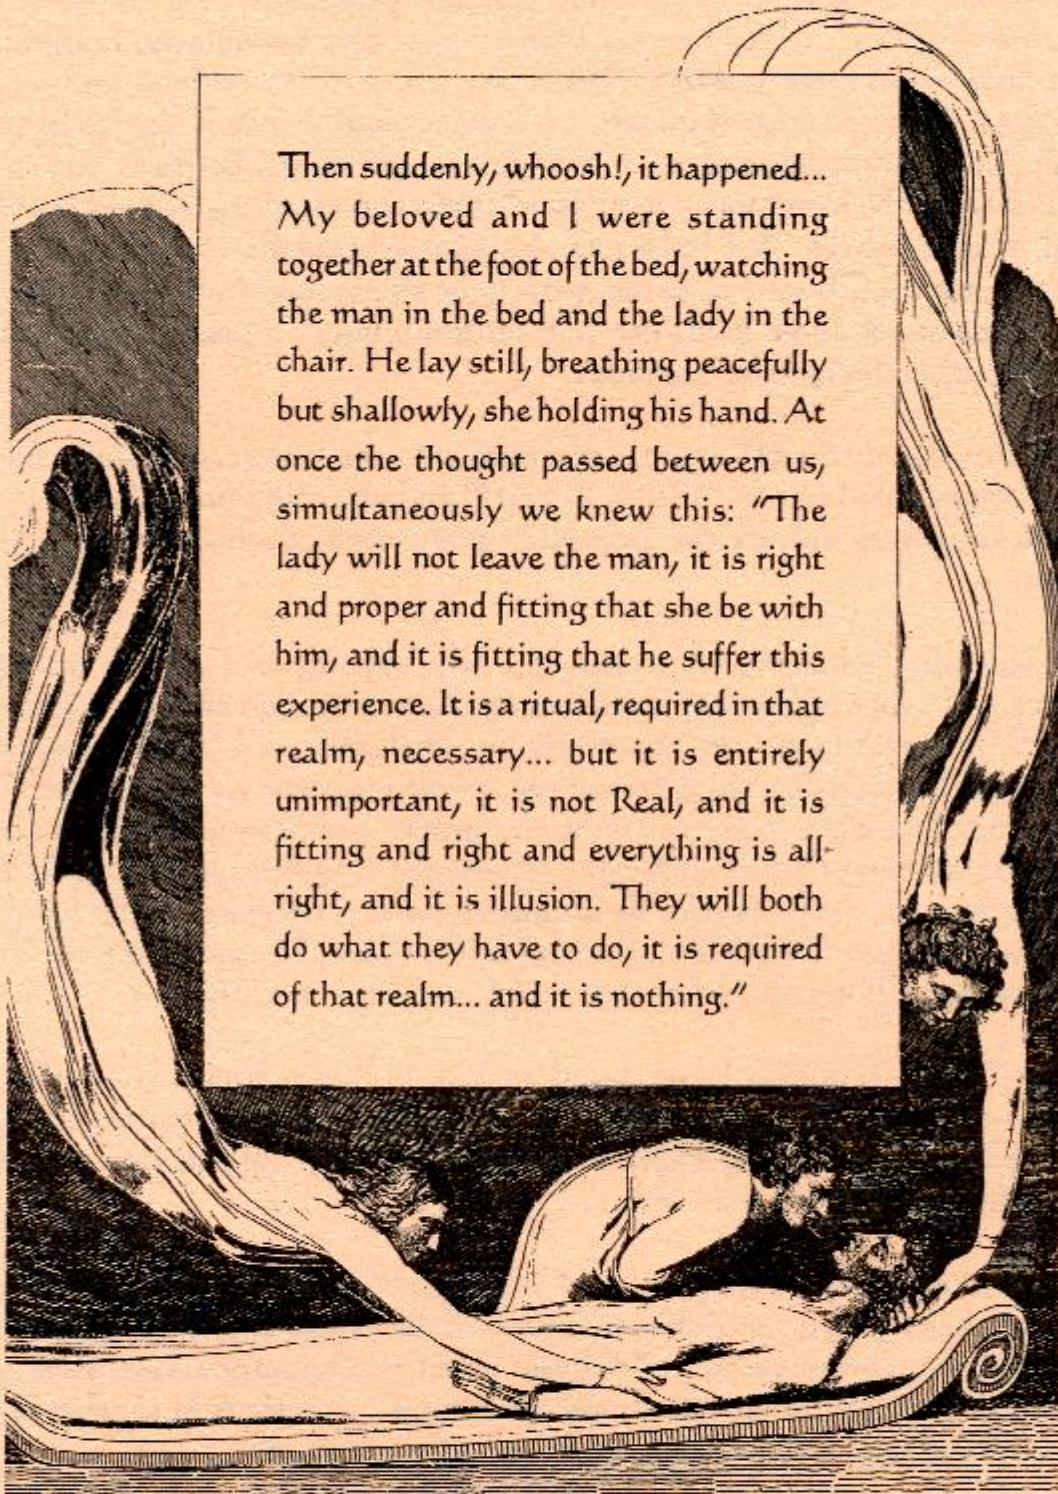 Then suddenly, whoosh!, it happened...
My beloved and I were standing
together at the foot of the bed, watching
the man in the bed and the lady in the
chair. He lay still, breathing peacefully
but shallowly, she holding his hand. At
once the thought passed between us,
simultaneously we knew this: "The
lady will not leave the man, it is right
and proper and fitting that she be with
him, and it is fitting that he suffer this
experience. It is a ritual, required in that
realm, necessary... but it is entirely
unimportant, it is not Real, and it is
fitting and right and everything is all-
right, and it is illusion. They will both
do what they have to do, it is required
of that realm... and it is nothing."